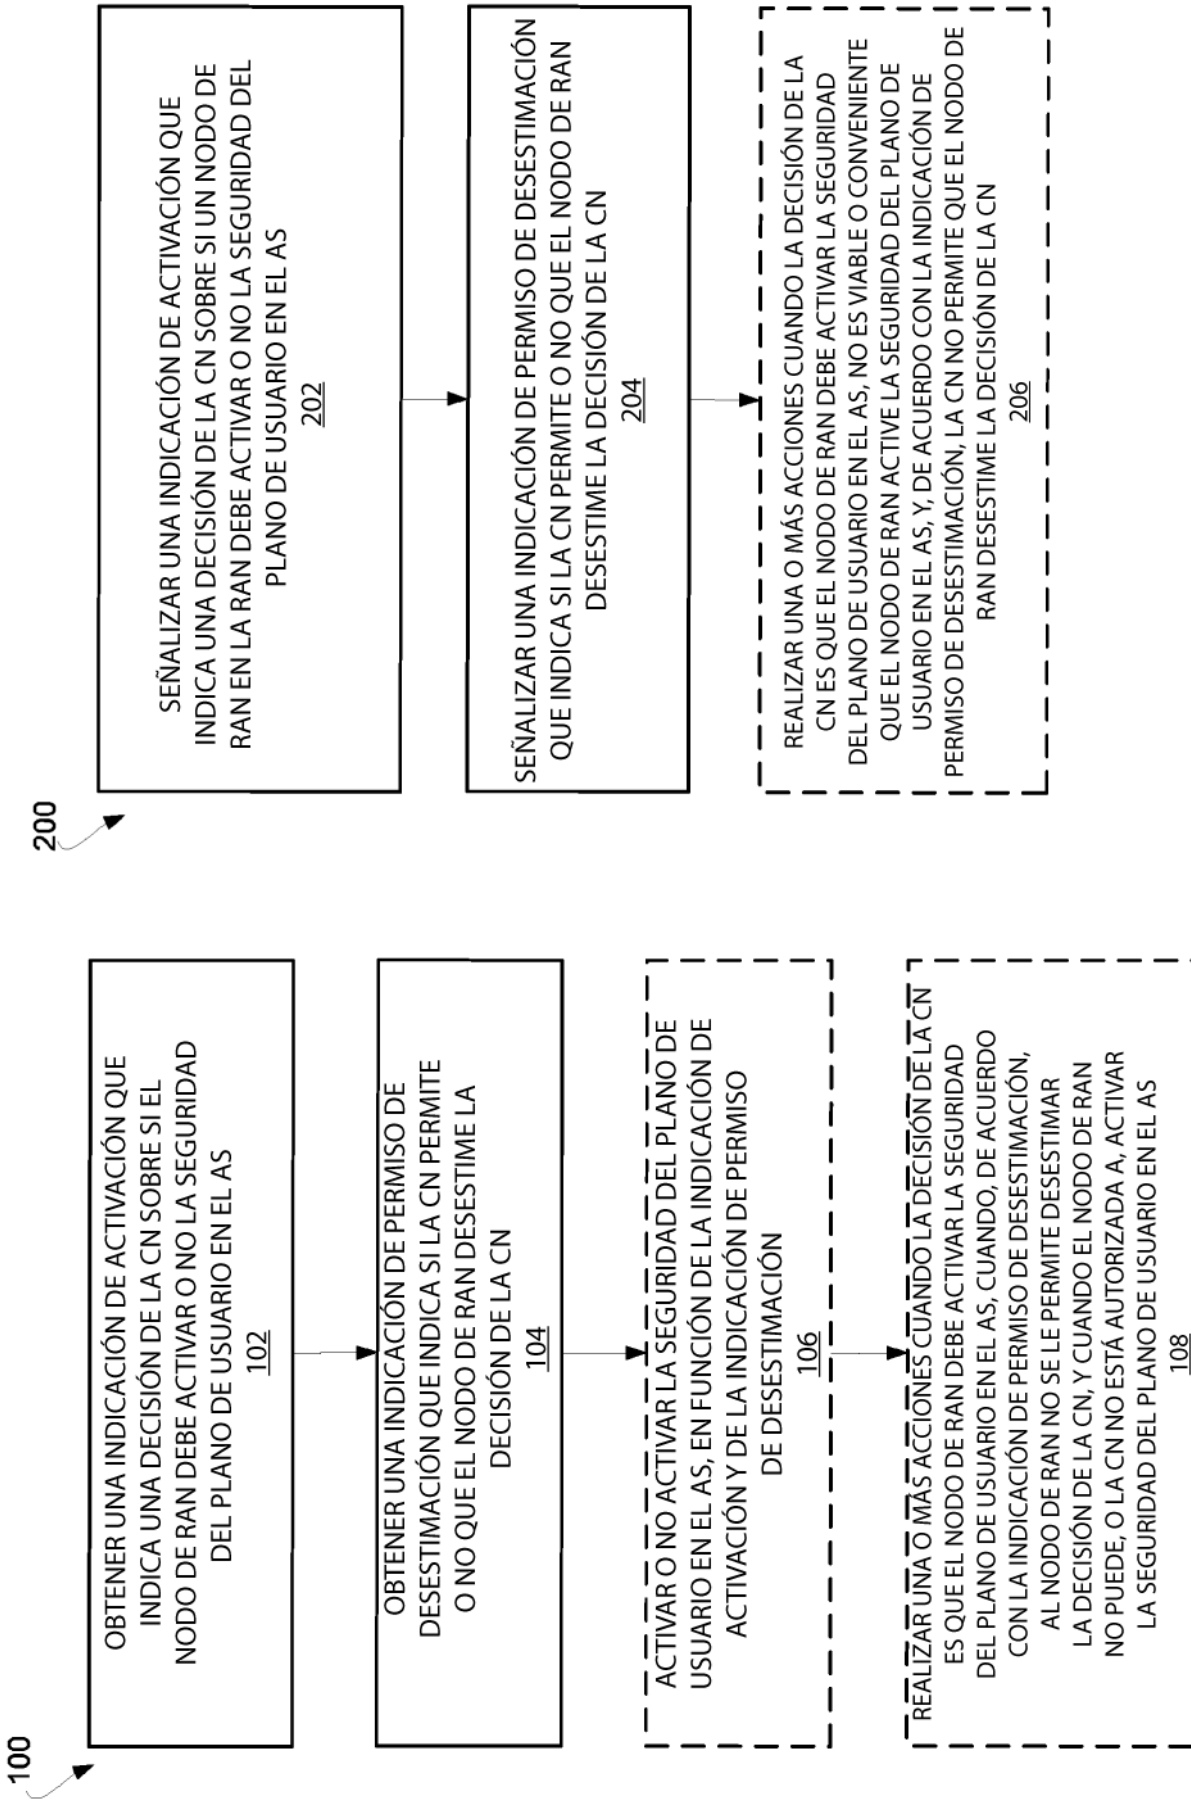 100
OBTENER UNA INDICACIÓN DE ACTIVACIÓN QUE
INDICA UNA DECISIÓN DE LA CN SOBRE SI EL
NODO DE RAN DEBE ACTIVAR O NO LA SEGURIDAD
DEL PLANO DE USUARIO EN EL AS
102
OBTENER UNA INDICACIÓN DE PERMISO DE
DESESTIMACIÓN QUE INDICA SI LA CN PERMITE
O NO QUE EL NODO DE RAN DESESTIME LA
DECISIÓN DE LA CN
104
ACTIVAR O NO ACTIVAR LA SEGURIDAD DEL PLANO DE
USUARIO EN EL AS, EN FUNCIÓN DE LA INDICACIÓN DE
ACTIVACIÓN Y DE LA INDICACIÓN DE PERMISO
DE DESESTIMACIÓN
106
REALIZAR UNA O MÁS ACCIONES CUANDO LA DECISIÓN DE LA CN
ES QUE EL NODO DE RAN DEBE ACTIVAR LA SEGURIDAD
DEL PLANO DE USUARIO EN EL AS, CUANDO, DE ACUERDO
CON LA INDICACIÓN DE PERMISO DE DESESTIMACIÓN,
AL NODO DE RAN NO SE LE PERMITE DESESTIMAR
LA DECISIÓN DE LA CN, Y CUANDO EL NODO DE RAN
NO PUEDE, O LA CN NO ESTÁ AUTORIZADA A, ACTIVAR
LA SEGURIDAD DEL PLANO DE USUARIO EN EL AS
108
200
SEÑALIZAR UNA INDICACIÓN DE ACTIVACIÓN QUE
INDICA UNA DECISIÓN DE LA CN SOBRE SI UN NODO DE
RAN EN LA RAN DEBE ACTIVAR O NO LA SEGURIDAD DEL
PLANO DE USUARIO EN EL AS
202
SEÑALIZAR UNA INDICACIÓN DE PERMISO DE DESESTIMACIÓN
QUE INDICA SI LA CN PERMITE O NO QUE EL NODO DE RAN
DESESTIME LA DECISIÓN DE LA CN
204
REALIZAR UNA O MÁS ACCIONES CUANDO LA DECISIÓN DE LA
CN ES QUE EL NODO DE RAN DEBE ACTIVAR LA SEGURIDAD
DEL PLANO DE USUARIO EN EL AS, NO ES VIABLE O CONVENIENTE
QUE EL NODO DE RAN ACTIVE LA SEGURIDAD DEL PLANO DE
USUARIO EN EL AS, Y, DE ACUERDO CON LA INDICACIÓN DE
PERMISO DE DESESTIMACIÓN, LA CN NO PERMITE QUE EL NODO DE
RAN DESESTIME LA DECISIÓN DE LA CN
206